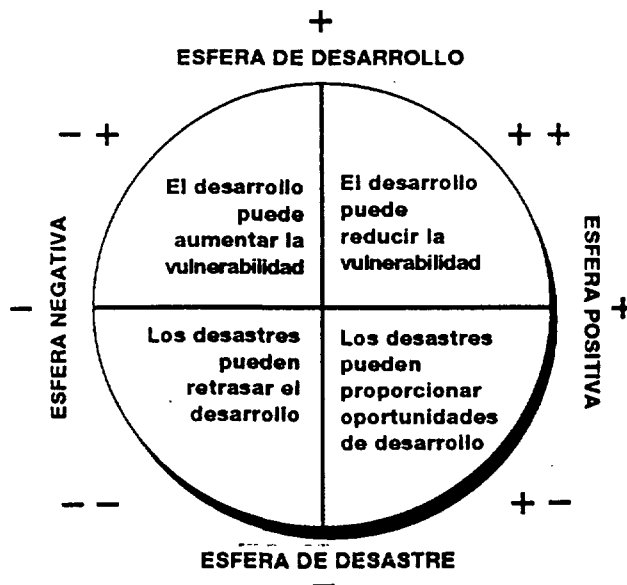 +
ESFERA DE DESARROLLO
− +
+ +
El desarrollo
puede
aumentar la
vulnerabilidad
El desarrollo
puede
reducir la
vulnerabilidad
−
ESFERA NEGATIVA
ESFERA POSITIVA
+
Los desastres
pueden
retrasar el
desarrollo
Los desastres
pueden
proporcionar
oportunidades
de desarrollo
− −
+ −
ESFERA DE DESASTRE
−